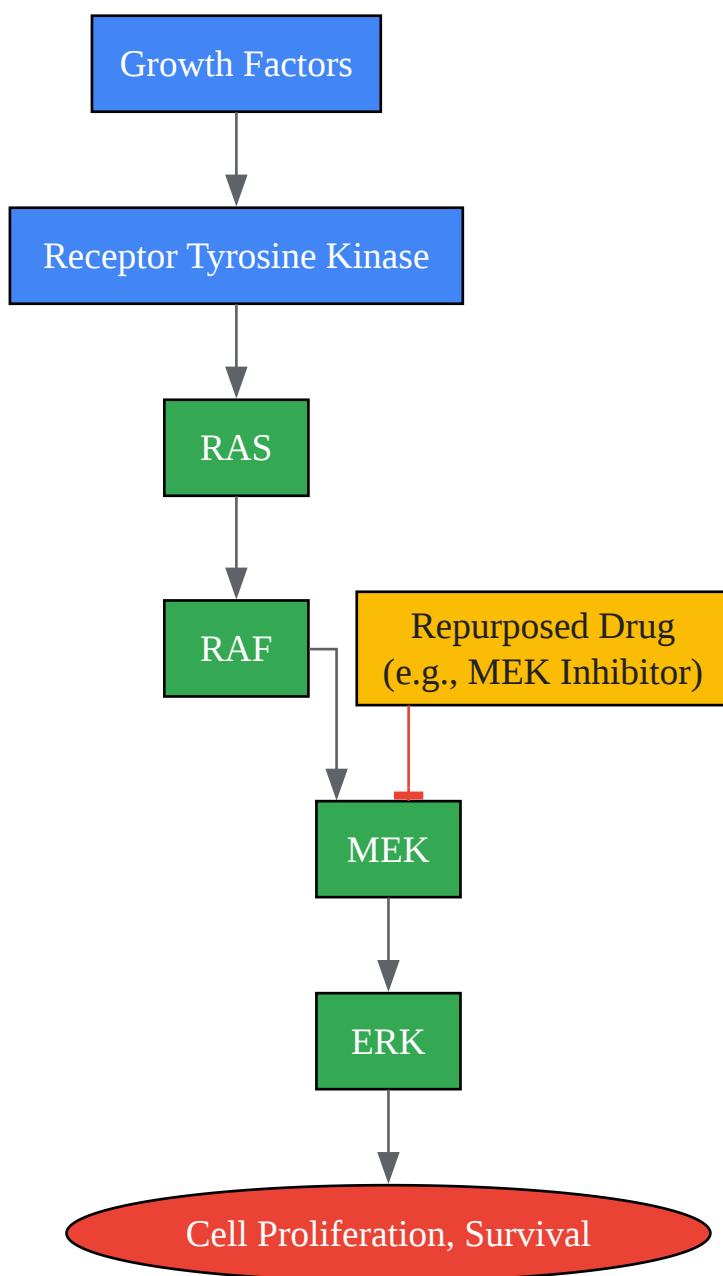 Growth Factors
Receptor Tyrosine Kinase
RAS
RAF
Repurposed Drug
(e.g., MEK Inhibitor)
MEK
ERK
Cell Proliferation, Survival